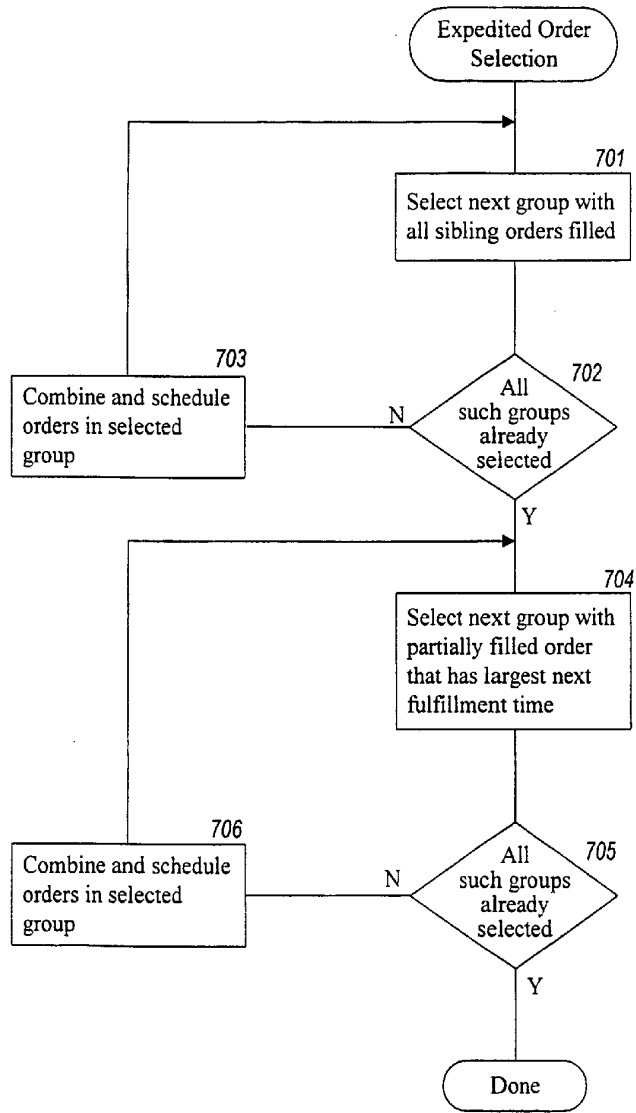 Expedited Order
Selection
701
Select next group with
all sibling orders filled
703
Combine and schedule
orders in selected
group
702
All
such groups
already
selected
N
Y
704
Select next group with
partially filled order
that has largest next
fulfillment time
706
Combine and schedule
orders in selected
group
705
All
such groups
already
selected
N
Y
Done